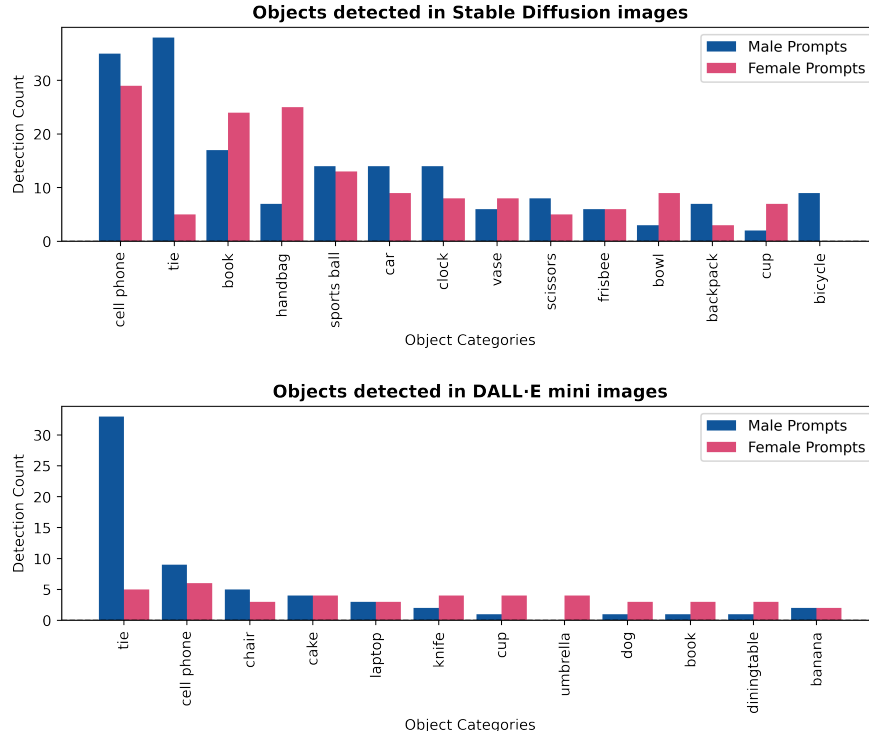 Objects detected in Stable Diffusion images
Male Prompts
Female Prompts
Detection Count
30
20
10
0
cell phone
tie
book
handbag
sports ball
car
clock
vase
scissors
frisbee
bowl
backpack
cup
bicycle
Object Categories
Objects detected in DALL·E mini images
Male Prompts
Female Prompts
Detection Count
30
25
20
15
10
5
0
tie
cell phone
chair
cake
laptop
knife
cup
umbrella
dog
book
diningtable
banana
Object Categories